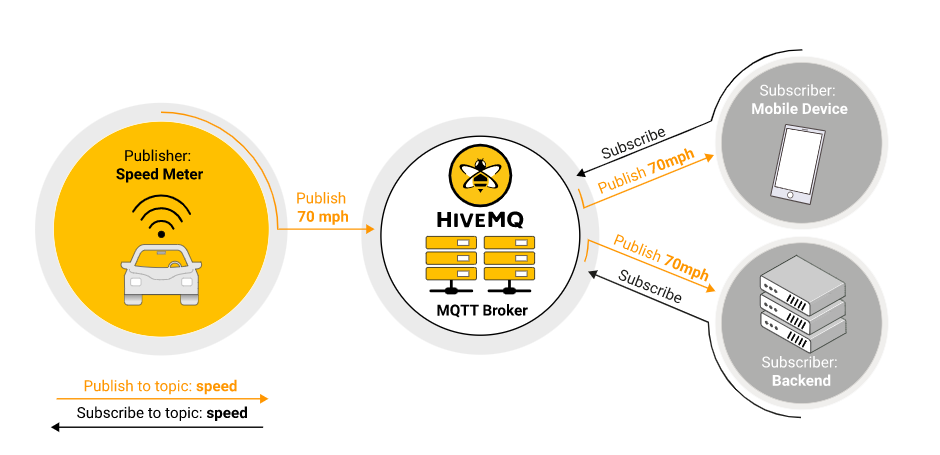 Publisher:
Speed Meter
Publish
70 mph
HIVEMQ
MQTT Broker
Subscribe
Publish 70mph
Publish 70mph
Subscribe
Subscriber:
Mobile Device
Subscriber:
Backend
Publish to topic: speed
Subscribe to topic: speed